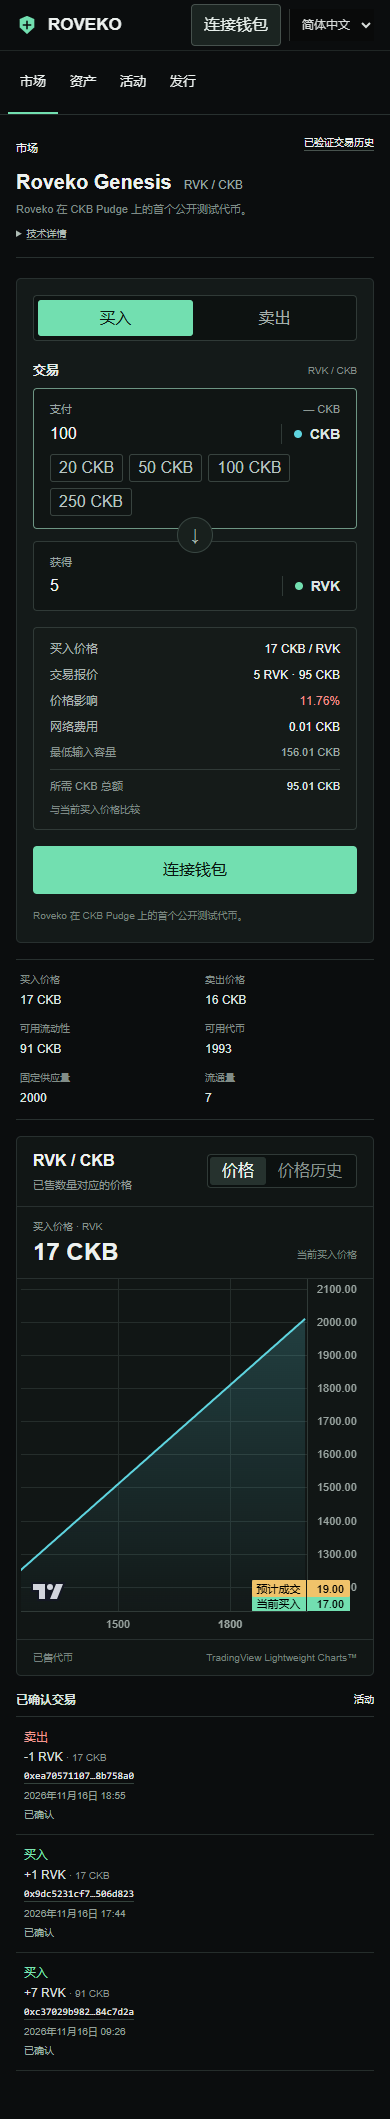 ROVEKO
连接钱包
简体中文
市场 资产 活动 发行
市场
已验证交易历史
Roveko Genesis RVK / CKB
Roveko 在 CKB Pudge 上的首个公开测试代币。
技术详情
买入 卖出
交易 RVK / CKB
支付 — CKB
100 CKB
20 CKB 50 CKB 100 CKB
250 CKB
↓
获得
5 RVK
买入价格 17 CKB / RVK
交易报价 5 RVK · 95 CKB
价格影响 11.76%
网络费用 0.01 CKB
最低输入容量 156.01 CKB
所需 CKB 总额 95.01 CKB
与当前买入价格比较
连接钱包
Roveko 在 CKB Pudge 上的首个公开测试代币。
买入价格 卖出价格
17 CKB 16 CKB
可用流动性 可用代币
91 CKB 1993
固定供应量 流通量
2000 7
RVK / CKB
已售数量对应的价格
价格 价格历史
买入价格 · RVK
17 CKB
当前买入价格
2100.00
2000.00
1900.00
1800.00
1700.00
1600.00
1500.00
1400.00
1300.00
预计成交 19.00
当前买入 17.00
1500 1800
已售代币 TradingView Lightweight Charts™
已确认交易 活动
卖出
-1 RVK · 17 CKB
0xea70571107…8b758a0
2026年11月16日 18:55
已确认
买入
+1 RVK · 17 CKB
0x9dc5231cf7…506d823
2026年11月16日 17:44
已确认
买入
+7 RVK · 91 CKB
0xc37029b982…84c7d2a
2026年11月16日 09:26
已确认